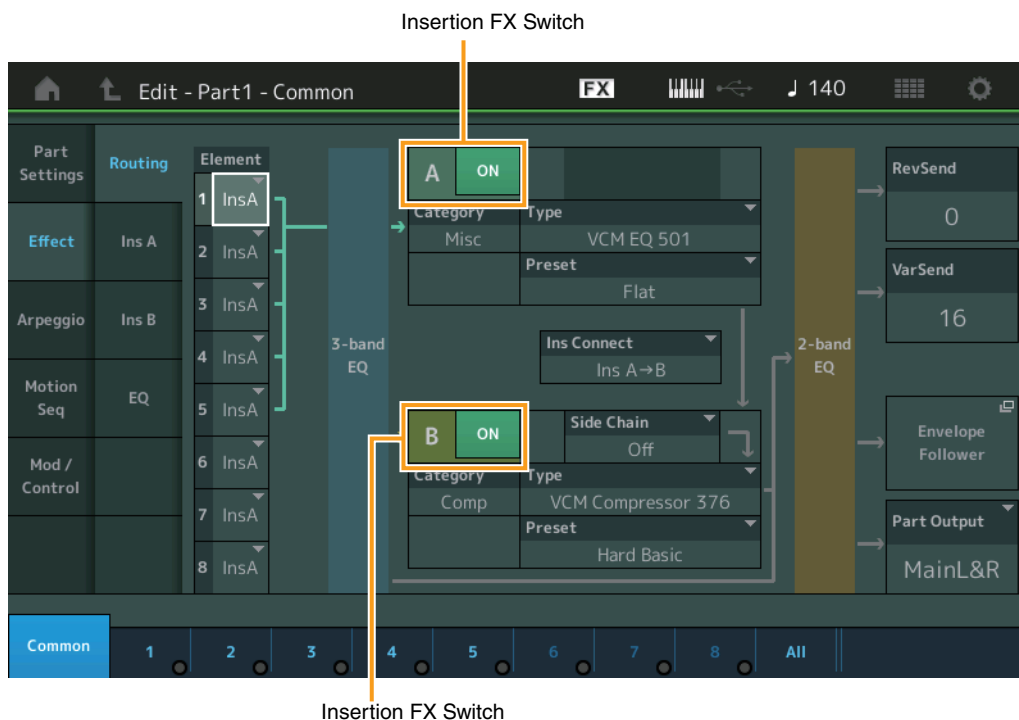 Insertion FX Switch
Edit - Part1 - Common
FX
♩ 140
Part
Settings
Effect
Arpeggio
Motion
Seq
Mod /
Control
Routing
Ins A
Ins B
EQ
Element
1 InsA
2 InsA
3 InsA
4 InsA
5 InsA
6 InsA
7 InsA
8 InsA
3-band
EQ
A ON
Category
Misc
Type
VCM EQ 501
Preset
Flat
Ins Connect
Ins A→B
B ON
Side Chain
Off
Category
Comp
Type
VCM Compressor 376
Preset
Hard Basic
2-band
EQ
RevSend
0
VarSend
16
Envelope
Follower
Part Output
MainL&R
Common 1 2 3 4 5 6 7 8 All
Insertion FX Switch